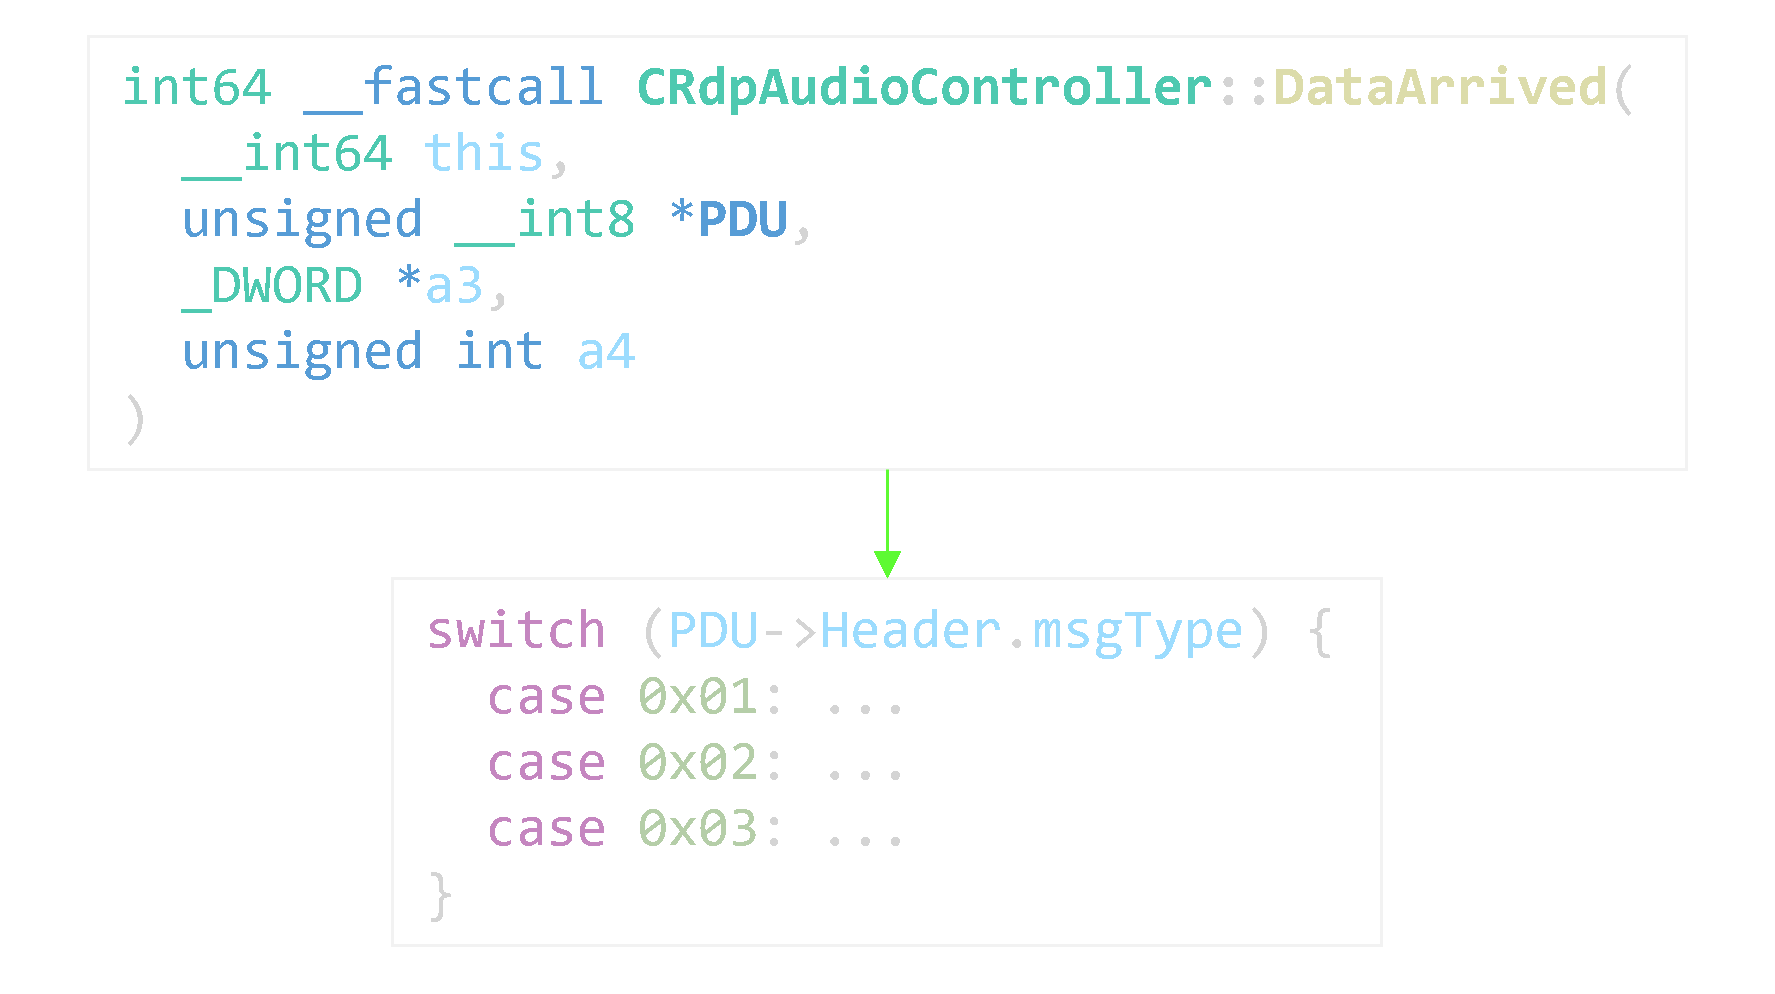 int64 __fastcall CRdpAudioController::DataArrived(
__int64 this,
unsigned __int8 *PDU,
_DWORD *a3,
unsigned int a4
)
switch (PDU->Header.msgType) {
case 0x01: ...
case 0x02: ...
case 0x03: ...
}